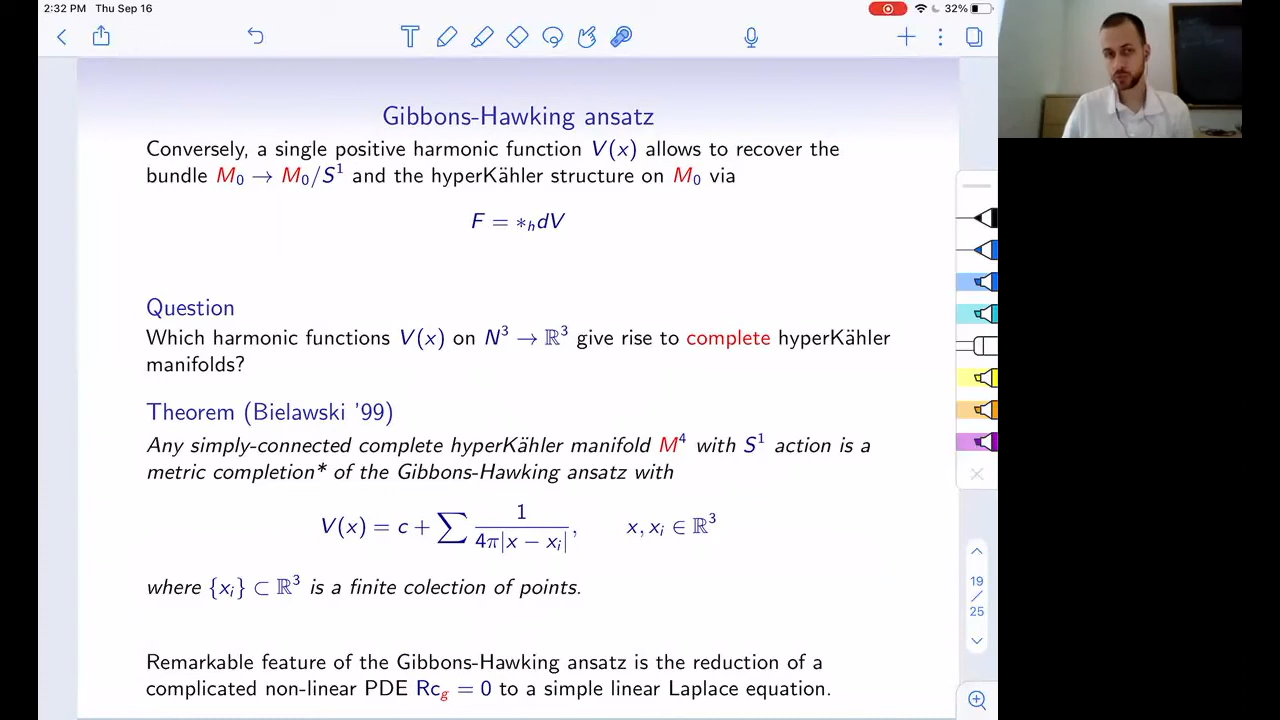 2:32 PM Thu Sep 16
32%
Gibbons-Hawking ansatz
Conversely, a single positive harmonic function V(x) allows to recover the
bundle M₀ → M₀/S¹ and the hyperKähler structure on M₀ via
F = *ₕdV
Question
Which harmonic functions V(x) on N³ → ℝ³ give rise to complete hyperKähler
manifolds?
Theorem (Bielawski '99)
Any simply-connected complete hyperKähler manifold M⁴ with S¹ action is a
metric completion* of the Gibbons-Hawking ansatz with
V(x) = c + ∑ 1/(4π|x − xᵢ|), x, xᵢ ∈ ℝ³
where {xᵢ} ⊂ ℝ³ is a finite colection of points.
Remarkable feature of the Gibbons-Hawking ansatz is the reduction of a
complicated non-linear PDE Rc_g = 0 to a simple linear Laplace equation.
19
/
25